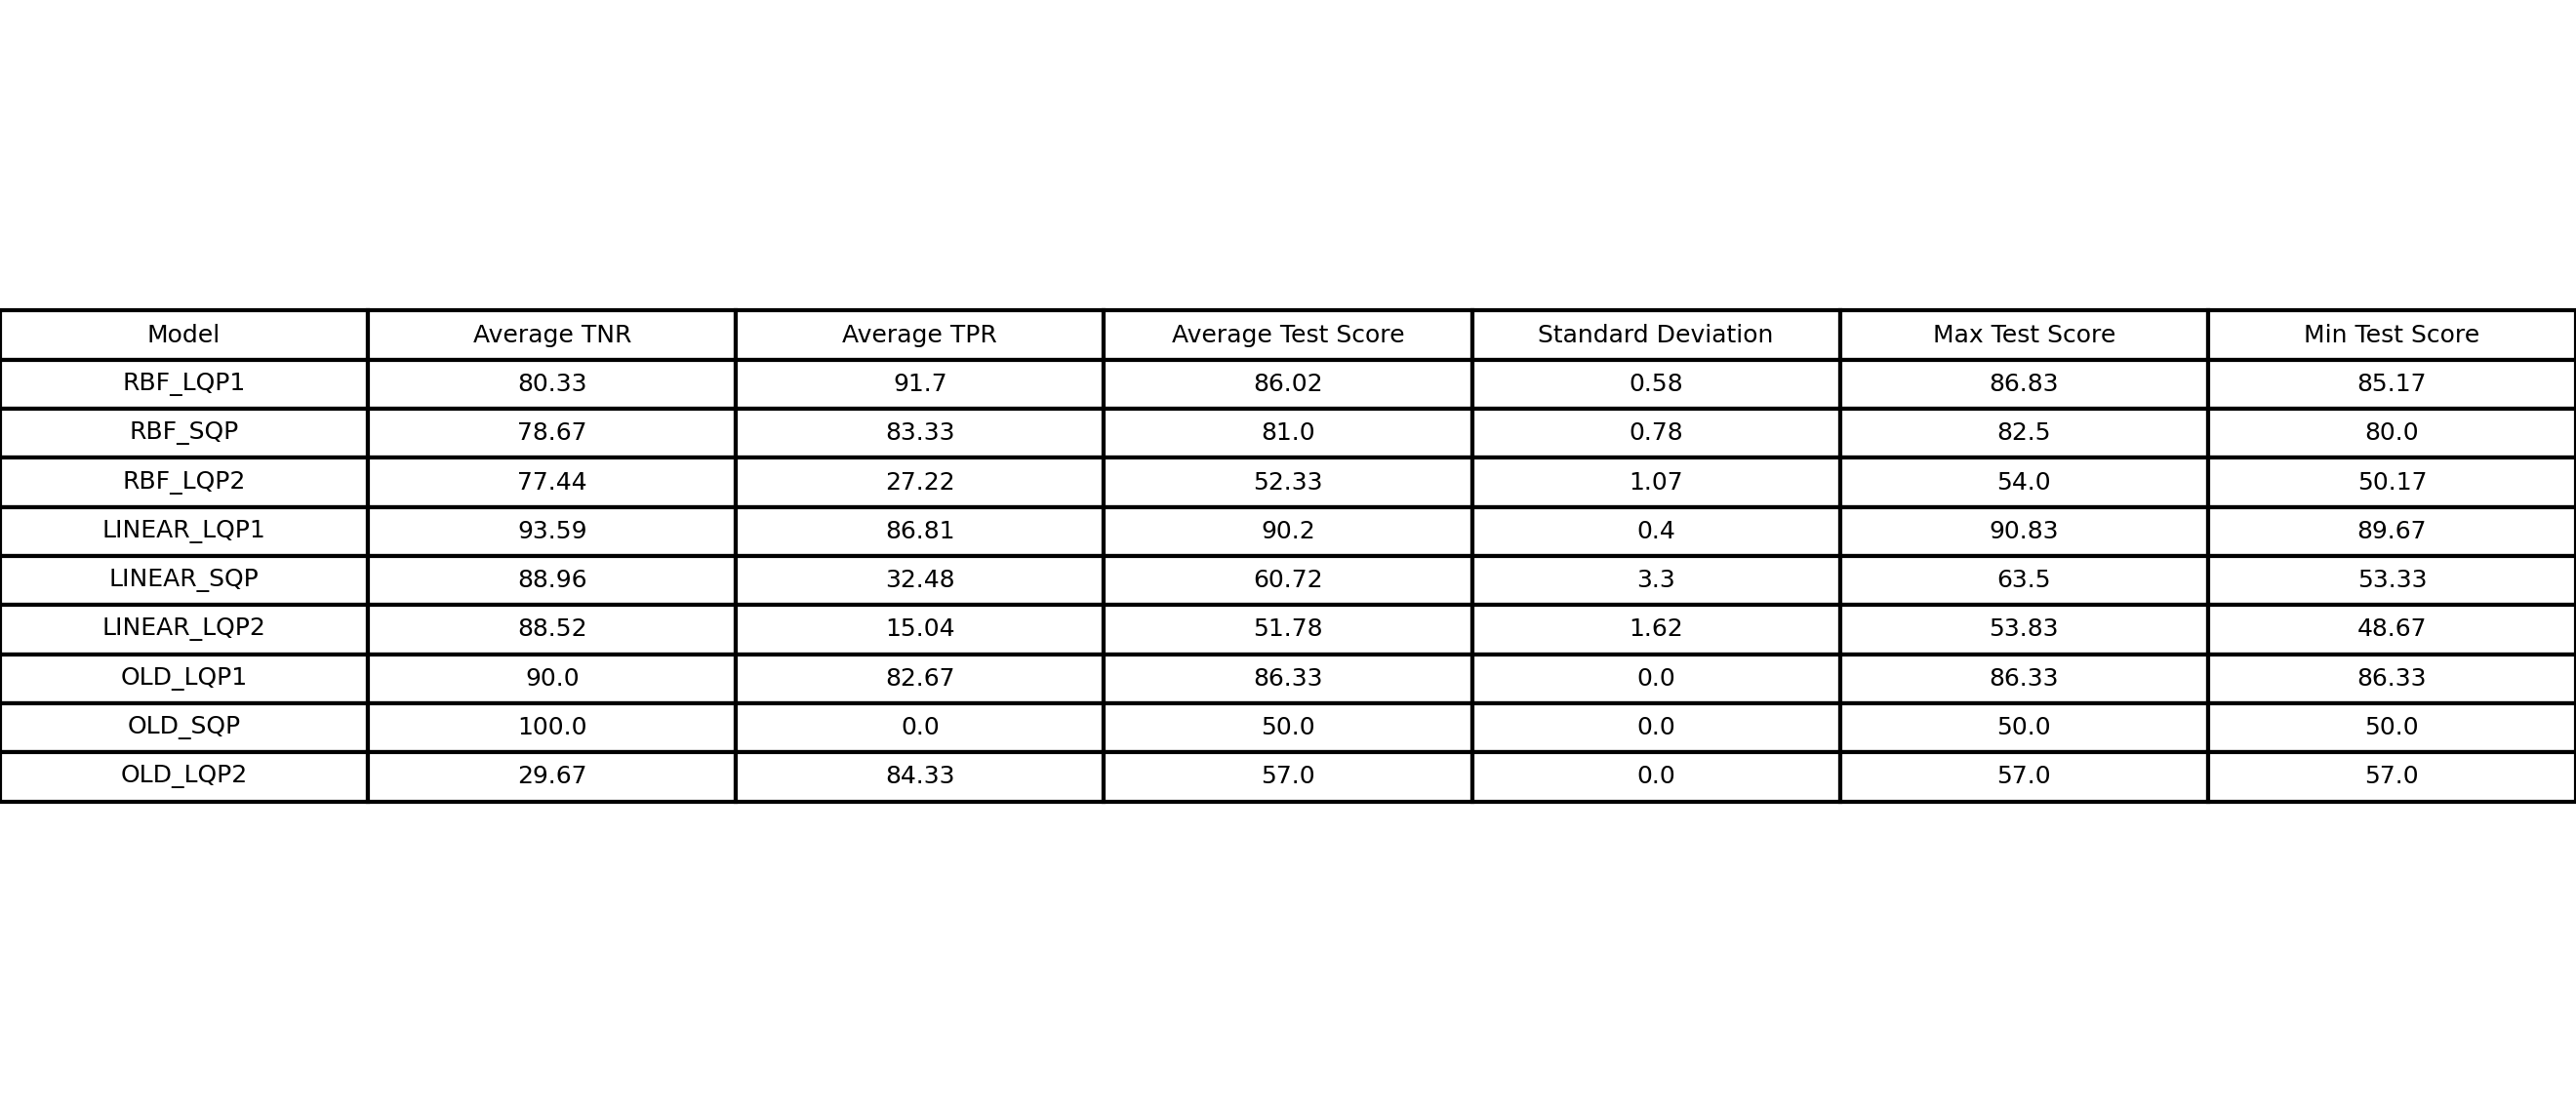 Model Average TNR Average TPR Average Test Score Standard Deviation Max Test Score Min Test Score
RBF_LQP1 80.33 91.7 86.02 0.58 86.83 85.17
RBF_SQP 78.67 83.33 81.0 0.78 82.5 80.0
RBF_LQP2 77.44 27.22 52.33 1.07 54.0 50.17
LINEAR_LQP1 93.59 86.81 90.2 0.4 90.83 89.67
LINEAR_SQP 88.96 32.48 60.72 3.3 63.5 53.33
LINEAR_LQP2 88.52 15.04 51.78 1.62 53.83 48.67
OLD_LQP1 90.0 82.67 86.33 0.0 86.33 86.33
OLD_SQP 100.0 0.0 50.0 0.0 50.0 50.0
OLD_LQP2 29.67 84.33 57.0 0.0 57.0 57.0